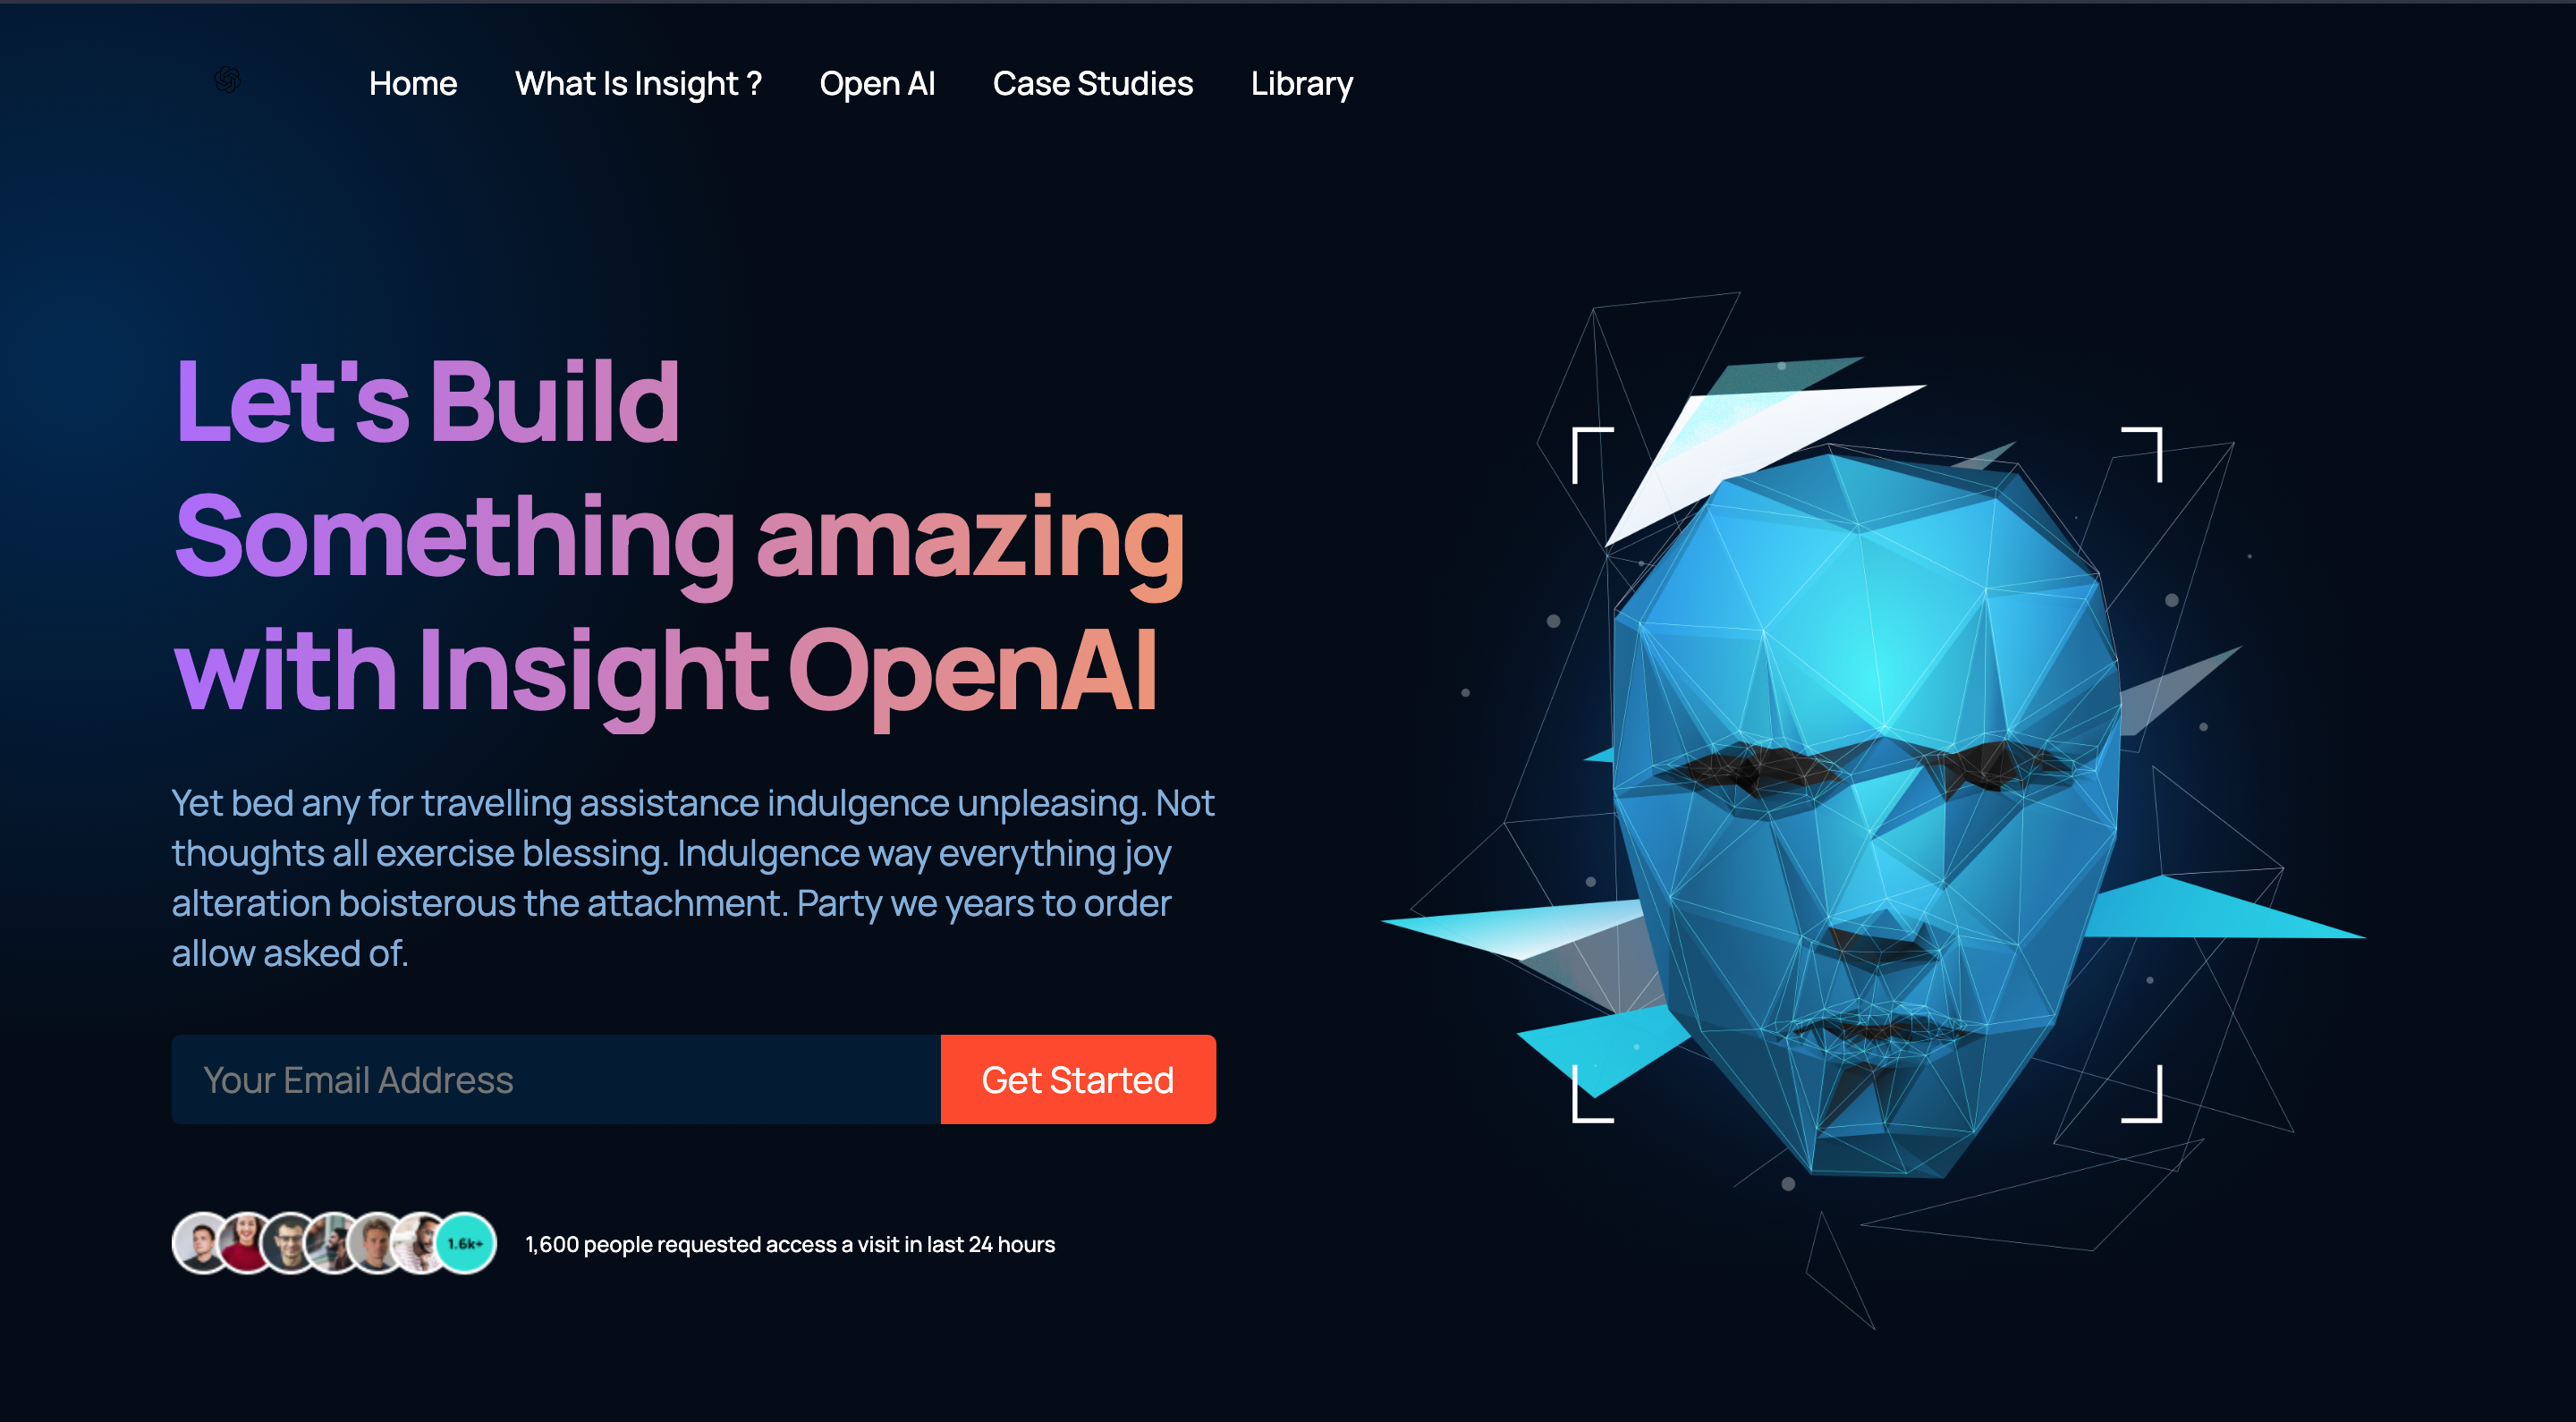 Home What Is Insight ? Open AI Case Studies Library
Let's Build
Something amazing
with Insight OpenAI
Yet bed any for travelling assistance indulgence unpleasing. Not
thoughts all exercise blessing. Indulgence way everything joy
alteration boisterous the attachment. Party we years to order
allow asked of.
Your Email Address Get Started
1.6k+ 1,600 people requested access a visit in last 24 hours